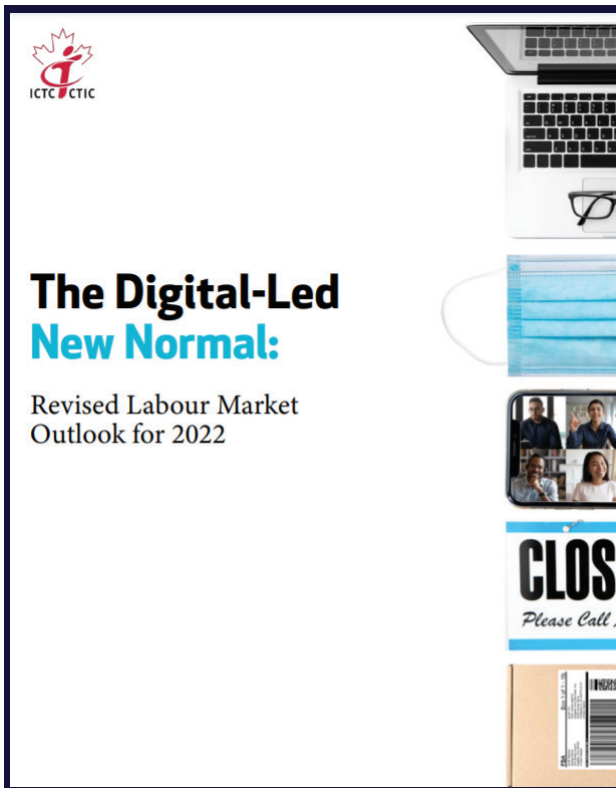 ICTC CTIC
The Digital-Led
New Normal:
Revised Labour Market
Outlook for 2022
CLOS
Please Call